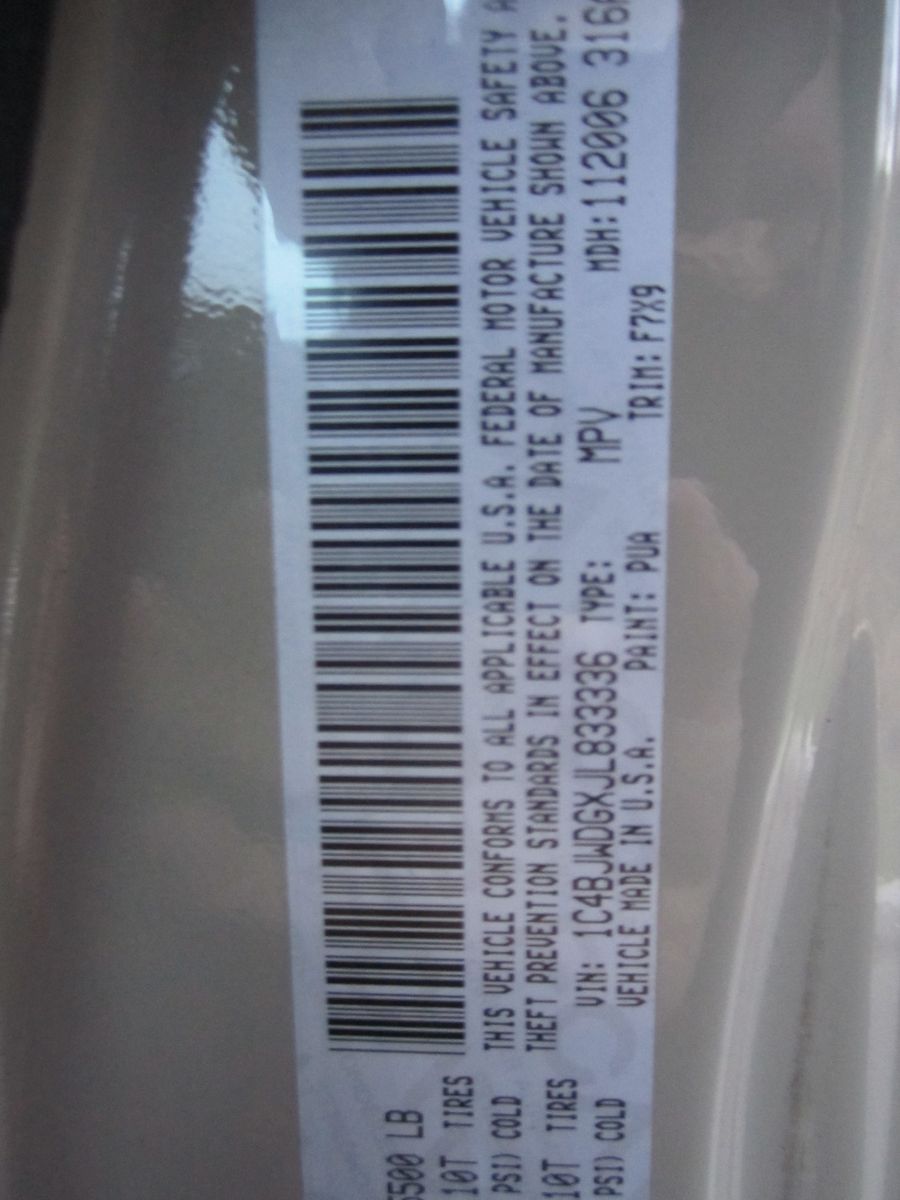 500 LB
10T TIRES
PSI) COLD
10T TIRES
PSI) COLD
THIS VEHICLE CONFORMS TO ALL APPLICABLE U.S.A. FEDERAL MOTOR VEHICLE SAFETY
THEFT PREVENTION STANDARDS IN EFFECT ON THE DATE OF MANUFACTURE SHOWN ABOVE.
VIN: 1C4BJWDGXJL833336 TYPE: MPV MDH:112006 316
VEHICLE MADE IN U.S.A. PAINT: PUA TRIM: F7X9